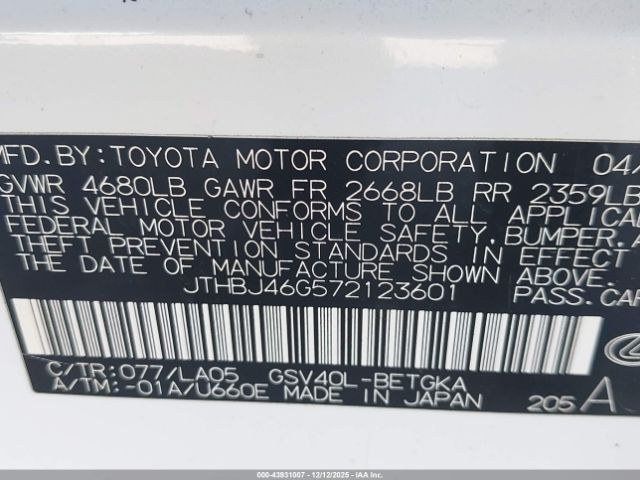 MFD.BY:TOYOTA MOTOR CORPORATION 04/
GVWR 4680LB GAWR FR 2668LB RR 2359LB
THIS VEHICLE CONFORMS TO ALL APPLICAB
FEDERAL MOTOR VEHICLE SAFETY,BUMPER,
THEFT PREVENTION STANDARDS IN EFFECT
THE DATE OF MANUFACTURE SHOWN ABOVE.
JTHBJ46G572123601 PASS.CAR
C/TR:077/LA05 GSV40L-BETGKA
A/TM:-01A/U660E MADE IN JAPAN 205 A
000-43931007 - 12/12/2025 - Copyright IAA, LLC